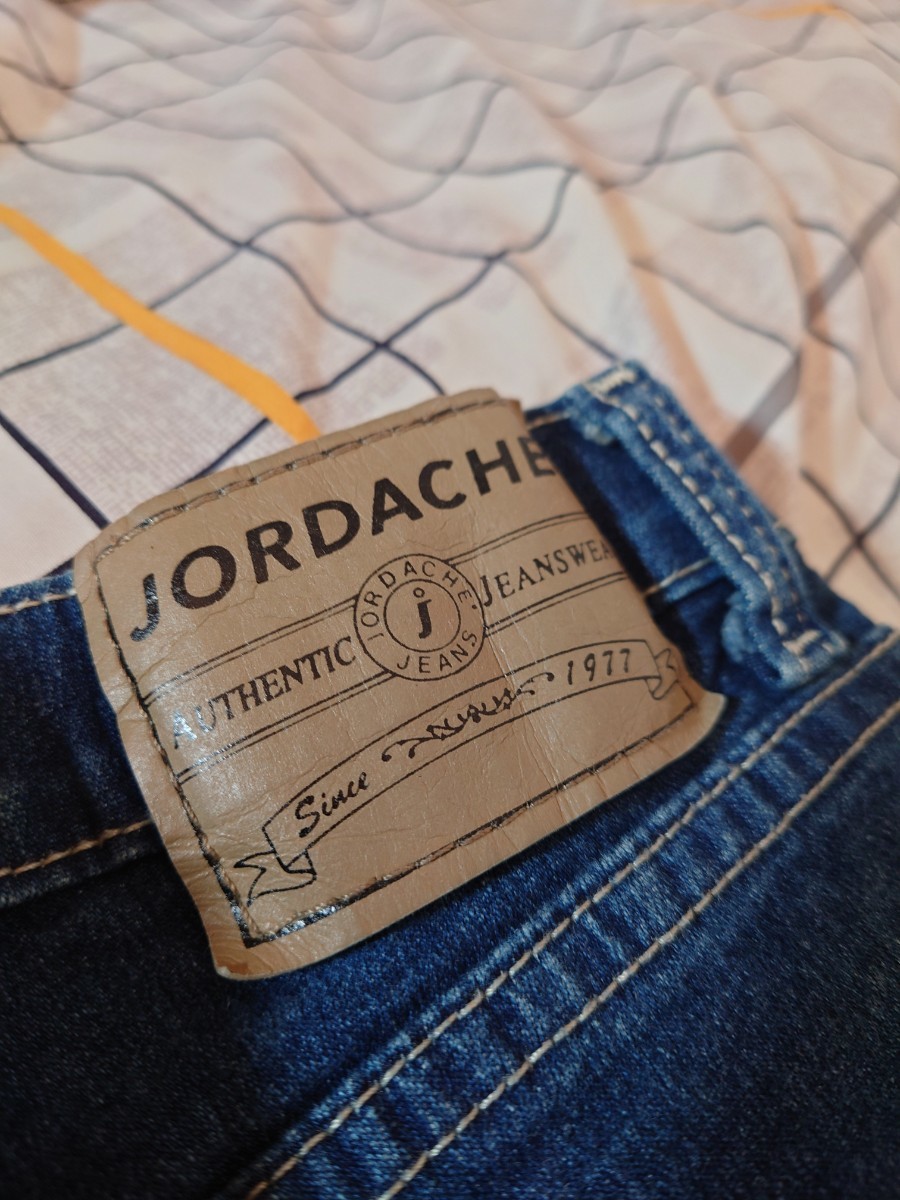 JORDACHE
AUTHENTIC JORDACHE JEANS j JEANSWEA
Since 1977